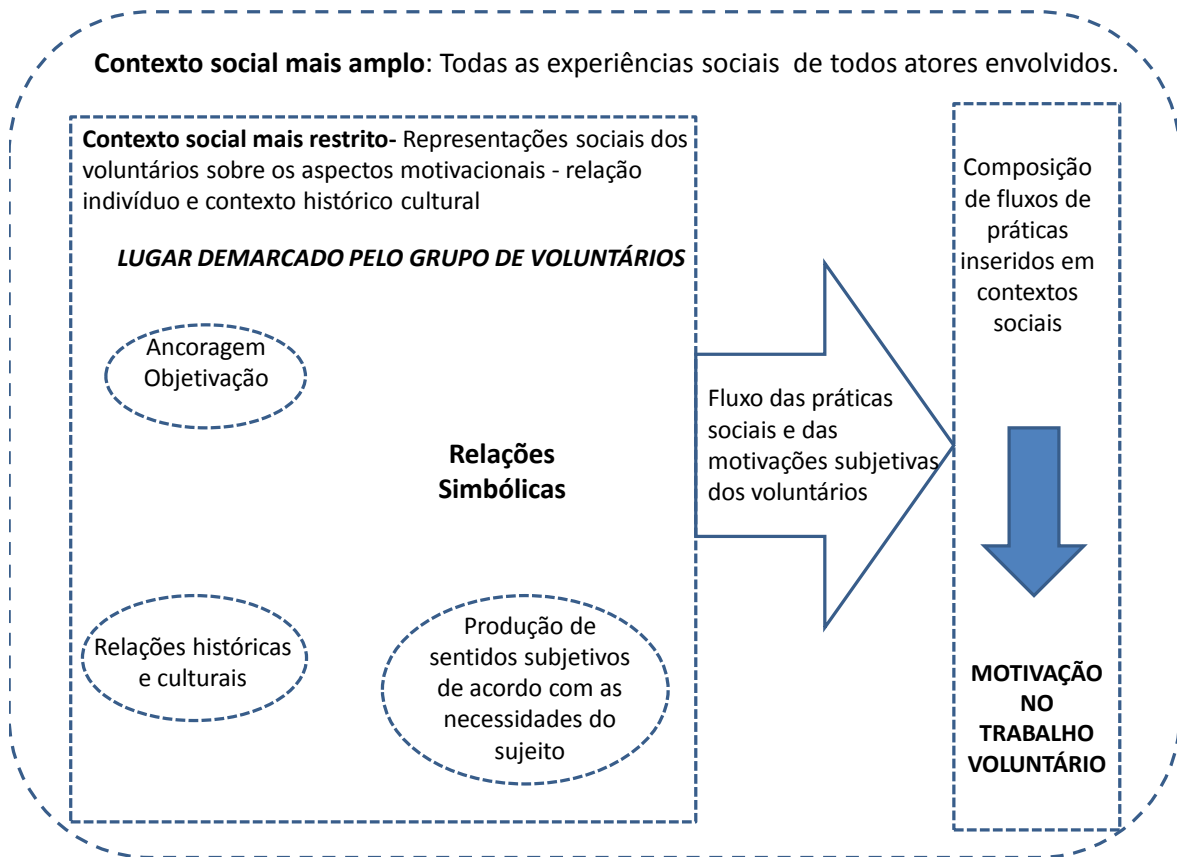 Contexto social mais amplo: Todas as experiências sociais de todos atores envolvidos.
Contexto social mais restrito- Representações sociais dos
voluntários sobre os aspectos motivacionais - relação
indivíduo e contexto histórico cultural
LUGAR DEMARCADO PELO GRUPO DE VOLUNTÁRIOS
Ancoragem
Objetivação
Relações
Simbólicas
Relações históricas
e culturais
Produção de
sentidos subjetivos
de acordo com as
necessidades do
sujeito
Fluxo das práticas
sociais e das
motivações subjetivas
dos voluntários
Composição
de fluxos de
práticas
inseridos em
contextos
sociais
MOTIVAÇÃO
NO
TRABALHO
VOLUNTÁRIO